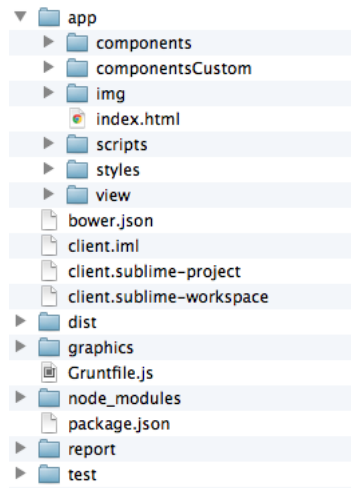 app
components
componentsCustom
img
index.html
scripts
styles
view
bower.json
client.iml
client.sublime-project
client.sublime-workspace
dist
graphics
Gruntfile.js
node_modules
package.json
report
test